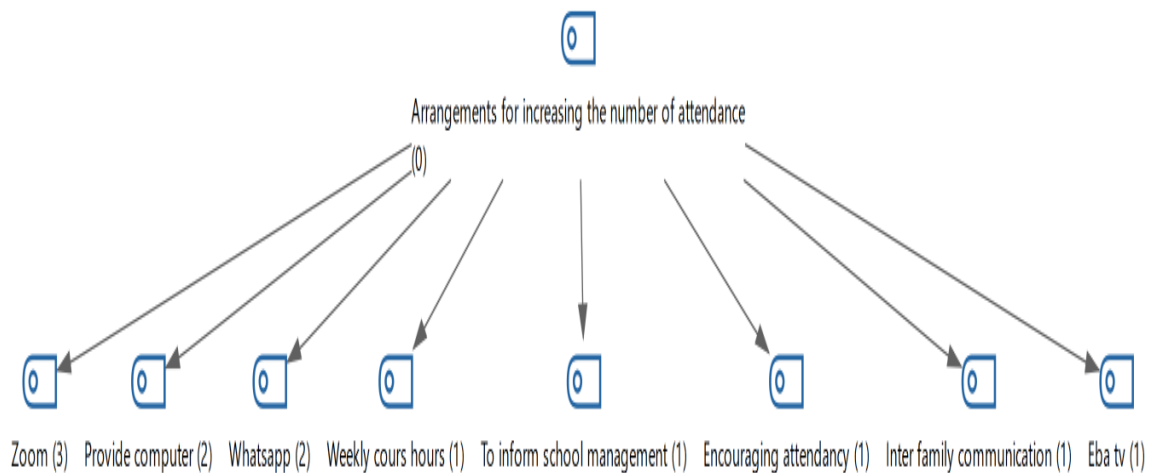 Arrangements for increasing the number of attendance
(0)
Zoom (3) Provide computer (2) Whatsapp (2) Weekly cours hours (1) To inform school management (1) Encouraging attendancy (1) Inter family communication (1) Eba tv (1)